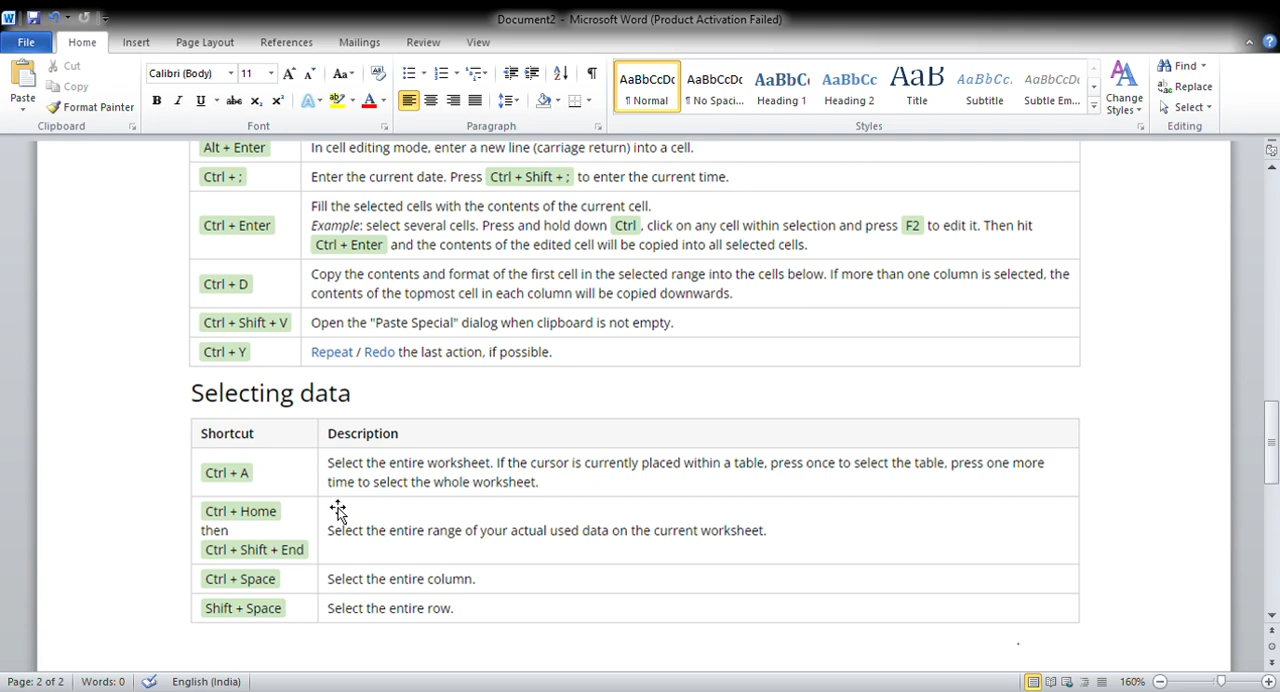 Document2 - Microsoft Word (Product Activation Failed)
File Home Insert Page Layout References Mailings Review View
Paste
Cut
Copy
Format Painter
Clipboard
Calibri (Body) 11
Font
Paragraph
AaBbCcDc AaBbCcDc AaBbC AaBbCc AaB AaBbCc. AaBbCcDc
¶ Normal ¶ No Spaci... Heading 1 Heading 2 Title Subtitle Subtle Em...
Change Styles
Styles
Find
Replace
Select
Editing
Alt + Enter In cell editing mode, enter a new line (carriage return) into a cell.
Ctrl + ; Enter the current date. Press Ctrl + Shift + ; to enter the current time.
Ctrl + Enter Fill the selected cells with the contents of the current cell.
Example: select several cells. Press and hold down Ctrl, click on any cell within selection and press F2 to edit it. Then hit
Ctrl + Enter and the contents of the edited cell will be copied into all selected cells.
Ctrl + D Copy the contents and format of the first cell in the selected range into the cells below. If more than one column is selected, the
contents of the topmost cell in each column will be copied downwards.
Ctrl + Shift + V Open the "Paste Special" dialog when clipboard is not empty.
Ctrl + Y Repeat / Redo the last action, if possible.
Selecting data
Shortcut Description
Ctrl + A Select the entire worksheet. If the cursor is currently placed within a table, press once to select the table, press one more
time to select the whole worksheet.
Ctrl + Home
then
Ctrl + Shift + End
Select the entire range of your actual used data on the current worksheet.
Ctrl + Space Select the entire column.
Shift + Space Select the entire row.
Page: 2 of 2 Words: 0 English (India) 160%